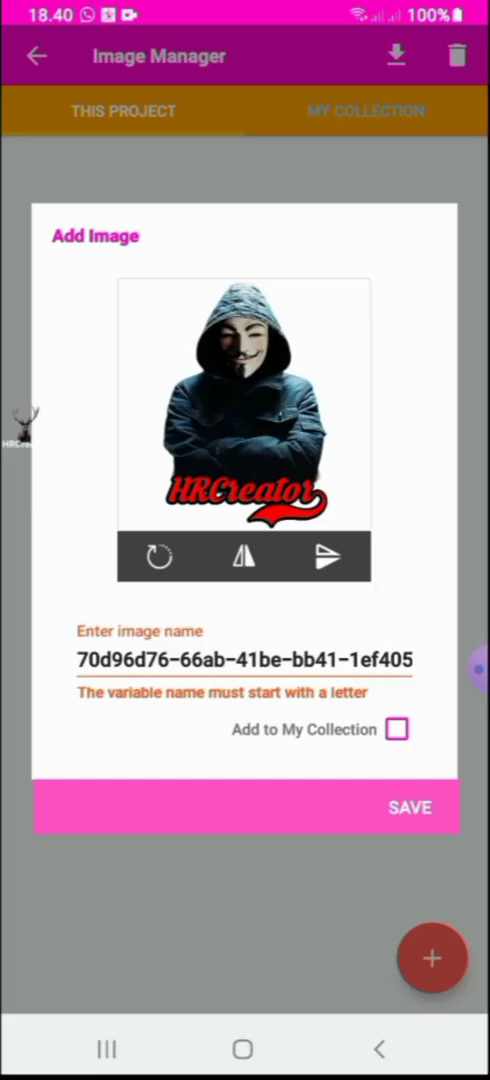 18.40 100%
Image Manager
THIS PROJECT MY COLLECTION
Add Image
HRCreator
Enter image name
70d96d76-66ab-41be-bb41-1ef405
The variable name must start with a letter
Add to My Collection
SAVE